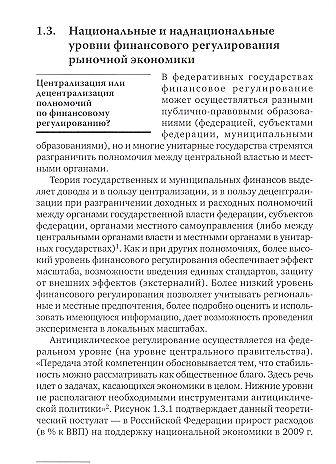 1.3. Национальные и наднациональные
уровни финансового регулирования
рыночной экономики
Централизация или
децентрализация
полномочий
по финансовому
регулированию?
В федеративных государствах
финансовое регулирование
может осуществляться разными
публично-правовыми образова-
ниями (федерацией, субъектами
федерации, муниципальными
образованиями), но и многие унитарные государства стремятся
разграничить полномочия между центральной властью и мест-
ными органами.
Теория государственных и муниципальных финансов выде-
ляет доводы и в пользу централизации, и в пользу децентрали-
зации при разграничении доходных и расходных полномочий
между органами государственной власти федерации, субъектов
федерации, органами местного самоуправления (либо между
центральными органами власти и местными органами в унитар-
ных государствах)¹. Как и при других полномочиях, более высо-
кий уровень финансового регулирования обеспечивает эффект
масштаба, возможности введения единых стандартов, защиту
от внешних эффектов (экстерналий). Более низкий уровень
финансового регулирования позволяет учитывать региональ-
ные и местные предпочтения, более подробно оценить и исполь-
зовать имеющуюся информацию, дает возможность проведения
эксперимента в локальных масштабах.
Антициклическое регулирование осуществляется на фе-
деральном уровне (на уровне центрального правительства).
«Передача этой компетенции обосновывается тем, что стабиль-
ность можно рассматривать как общественное благо. Здесь речь
идет о задачах, касающихся экономики в целом. Нижние уровни
не располагают необходимыми инструментами антицикличе-
ской политики»². Рисунок 1.3.1 подтверждает данный теорети-
ческий постулат — в Российской Федерации прирост расходов
(в % к ВВП) на поддержку национальной экономики в 2009 г.